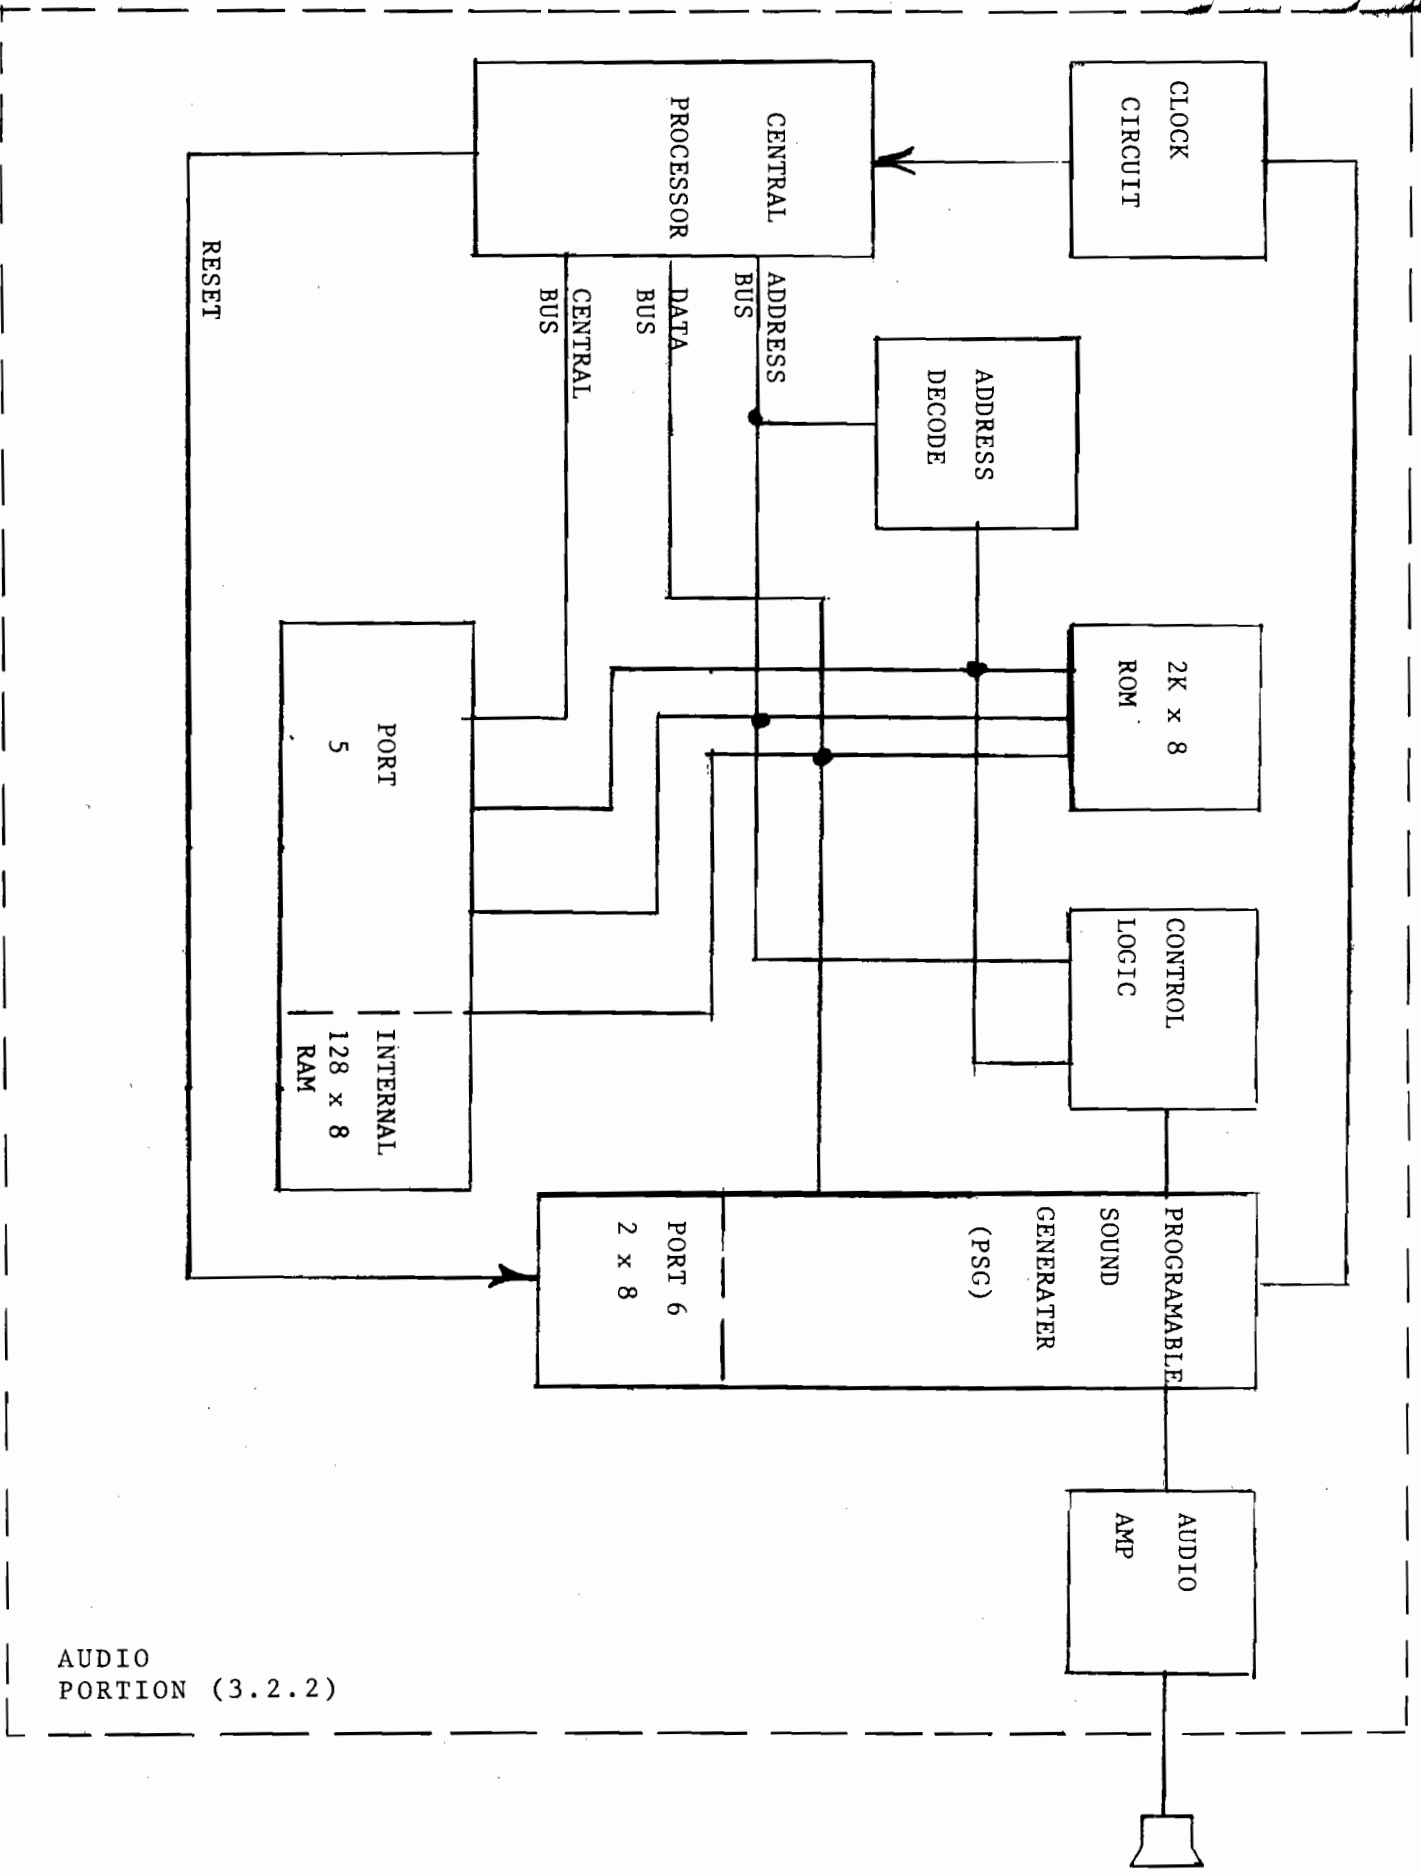 CLOCK
CIRCUIT
CENTRAL
PROCESSOR
RESET
ADDRESS
BUS
DATA
BUS
CENTRAL
BUS
ADDRESS
DECODE
2K x 8
ROM
PORT
5
INTERNAL
128 x 8
RAM
CONTROL
LOGIC
PROGRAMABLE
SOUND
GENERATER
(PSG)
PORT 6
2 x 8
AUDIO
AMP
AUDIO
PORTION (3.2.2)